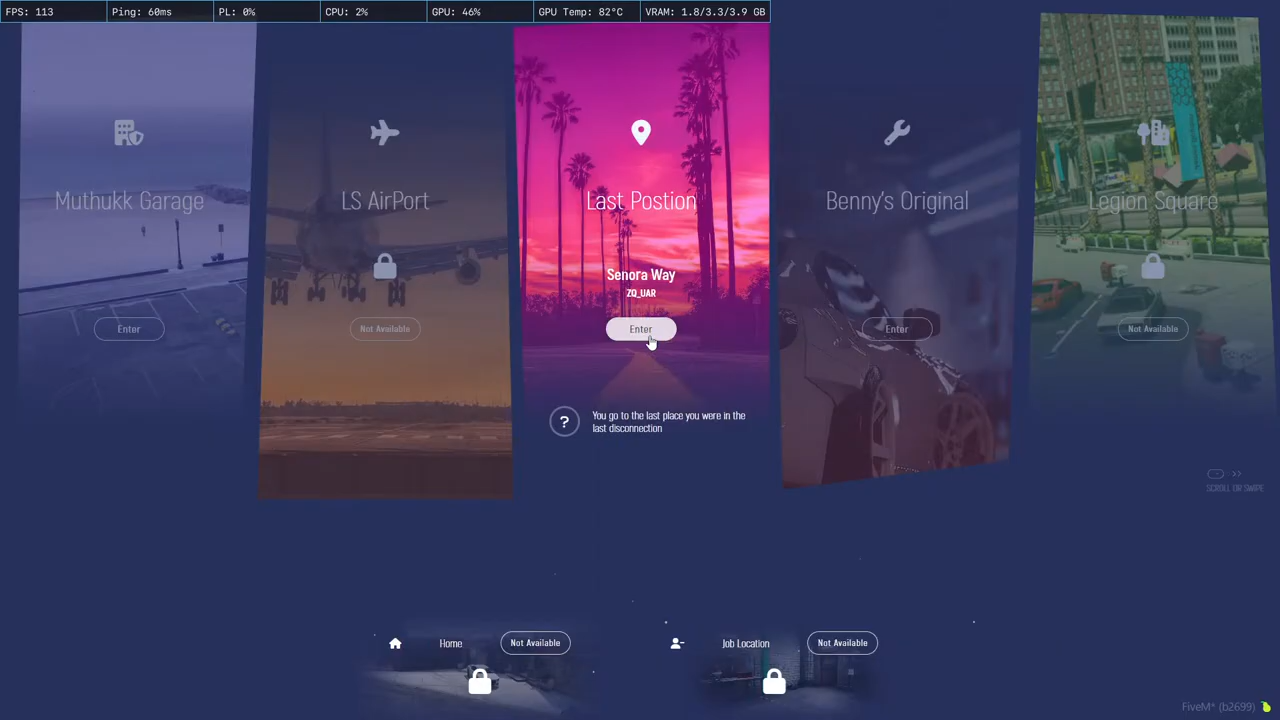 FPS: 113 Ping: 60ms PL: 0% CPU: 2% GPU: 46% GPU Temp: 82°C VRAM: 1.8/3.3/3.9 GB
Muthukk Garage
Enter
LS AirPort
Not Available
Last Postion
Senora Way
ZQ_UAR
Enter
You go to the last place you were in the
last disconnection
?
Benny's Original
Enter
Legion Square
Not Available
SCROLL OR SWIPE
Home
Not Available
Job Location
Not Available
FiveM* (b2699)